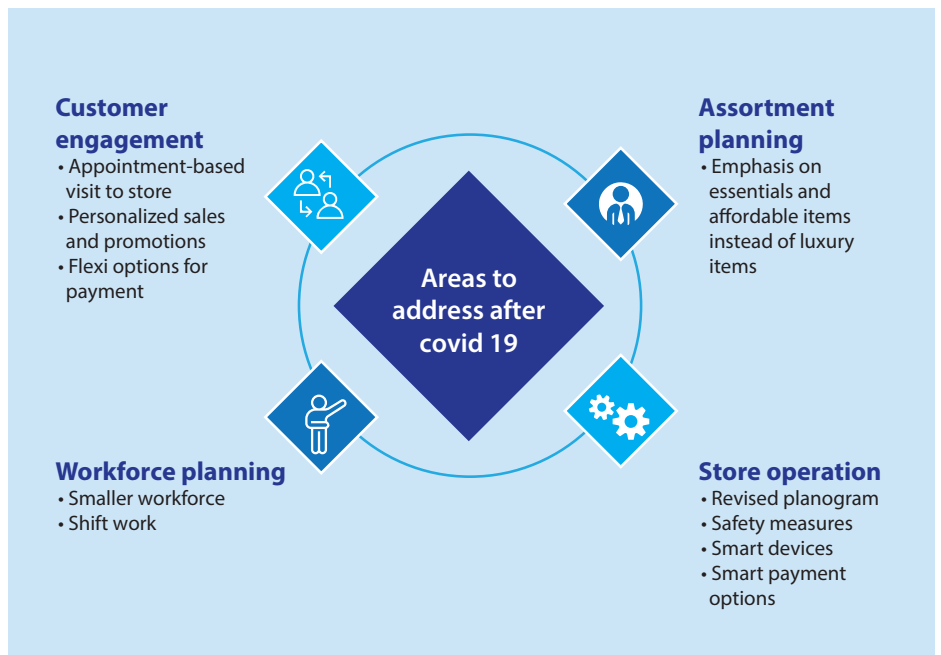 Customer
engagement
• Appointment-based
visit to store
• Personalized sales
and promotions
• Flexi options for
payment
Assortment
planning
• Emphasis on
essentials and
affordable items
instead of luxury
items
Areas to
address after
covid 19
Workforce planning
• Smaller workforce
• Shift work
Store operation
• Revised planogram
• Safety measures
• Smart devices
• Smart payment
options